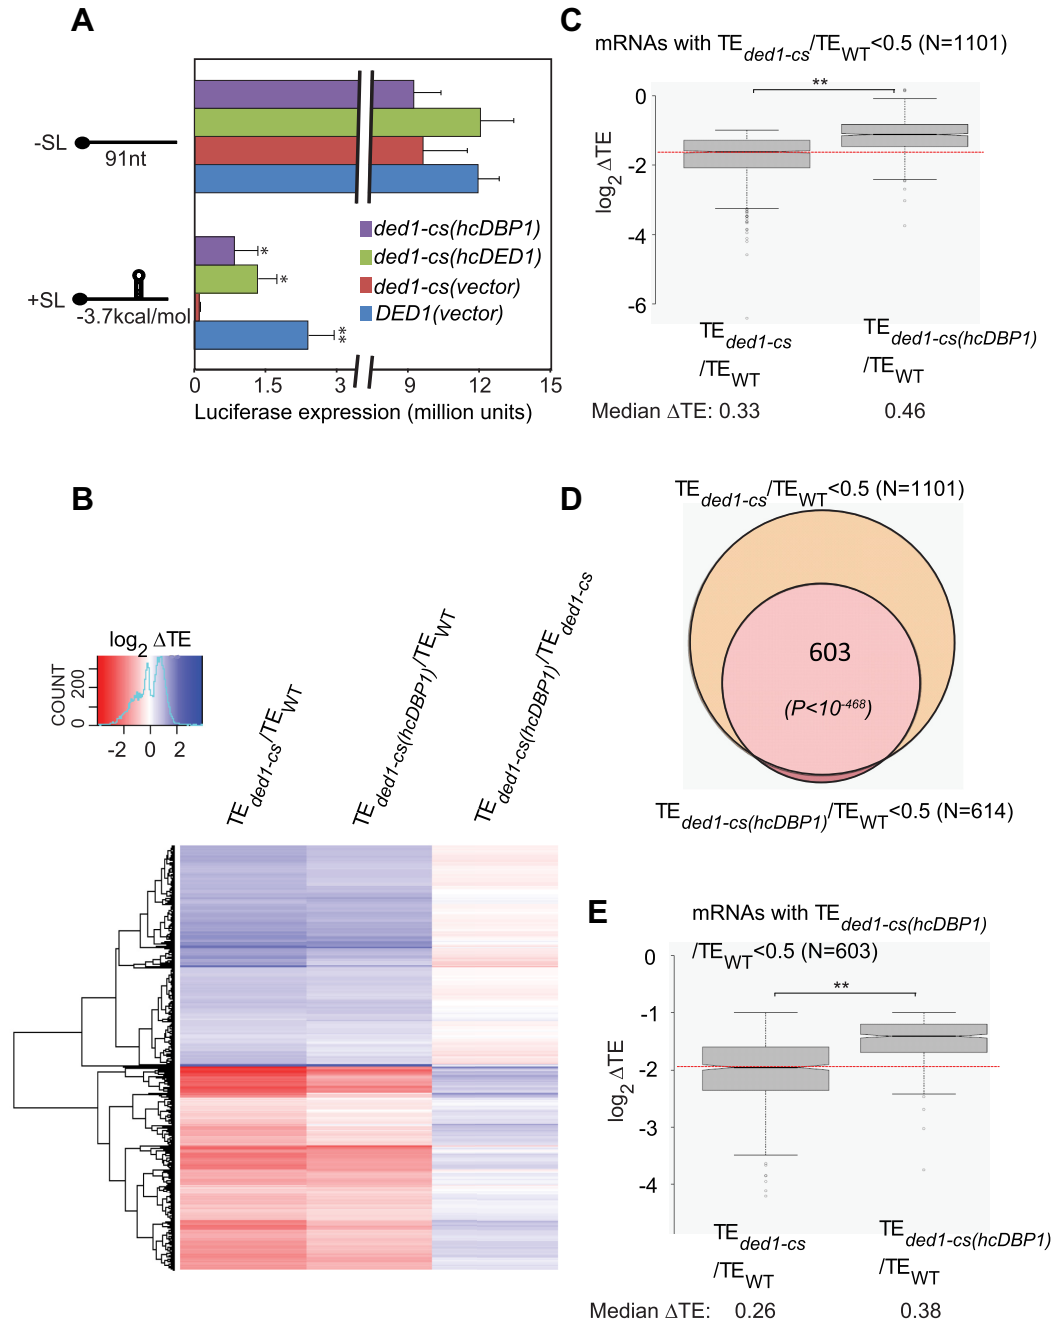 A
-SL
91nt
+SL
-3.7kcal/mol
ded1-cs(hcDBP1)
ded1-cs(hcDED1)
ded1-cs(vector)
DED1(vector)
*
*
**
0 1.5 3 9 12 15
Luciferase expression (million units)
C
mRNAs with TEded1-cs/TEWT<0.5 (N=1101)
**
0
-2
-4
-6
log2 ΔTE
TEded1-cs
/TEWT
TEded1-cs(hcDBP1)
/TEWT
Median ΔTE: 0.33 0.46
B
log2 ΔTE
COUNT
0 200
-2 0 2
TEded1-cs/TEWT
TEded1-cs(hcDBP1)/TEWT
TEded1-cs(hcDBP1)/TEded1-cs
D
TEded1-cs/TEWT<0.5 (N=1101)
603
(P<10-468)
TEded1-cs(hcDBP1)/TEWT<0.5 (N=614)
E
mRNAs with TEded1-cs(hcDBP1)
/TEWT<0.5 (N=603)
**
0
-1
-2
-3
-4
log2 ΔTE
TEded1-cs
/TEWT
TEded1-cs(hcDBP1)
/TEWT
Median ΔTE: 0.26 0.38